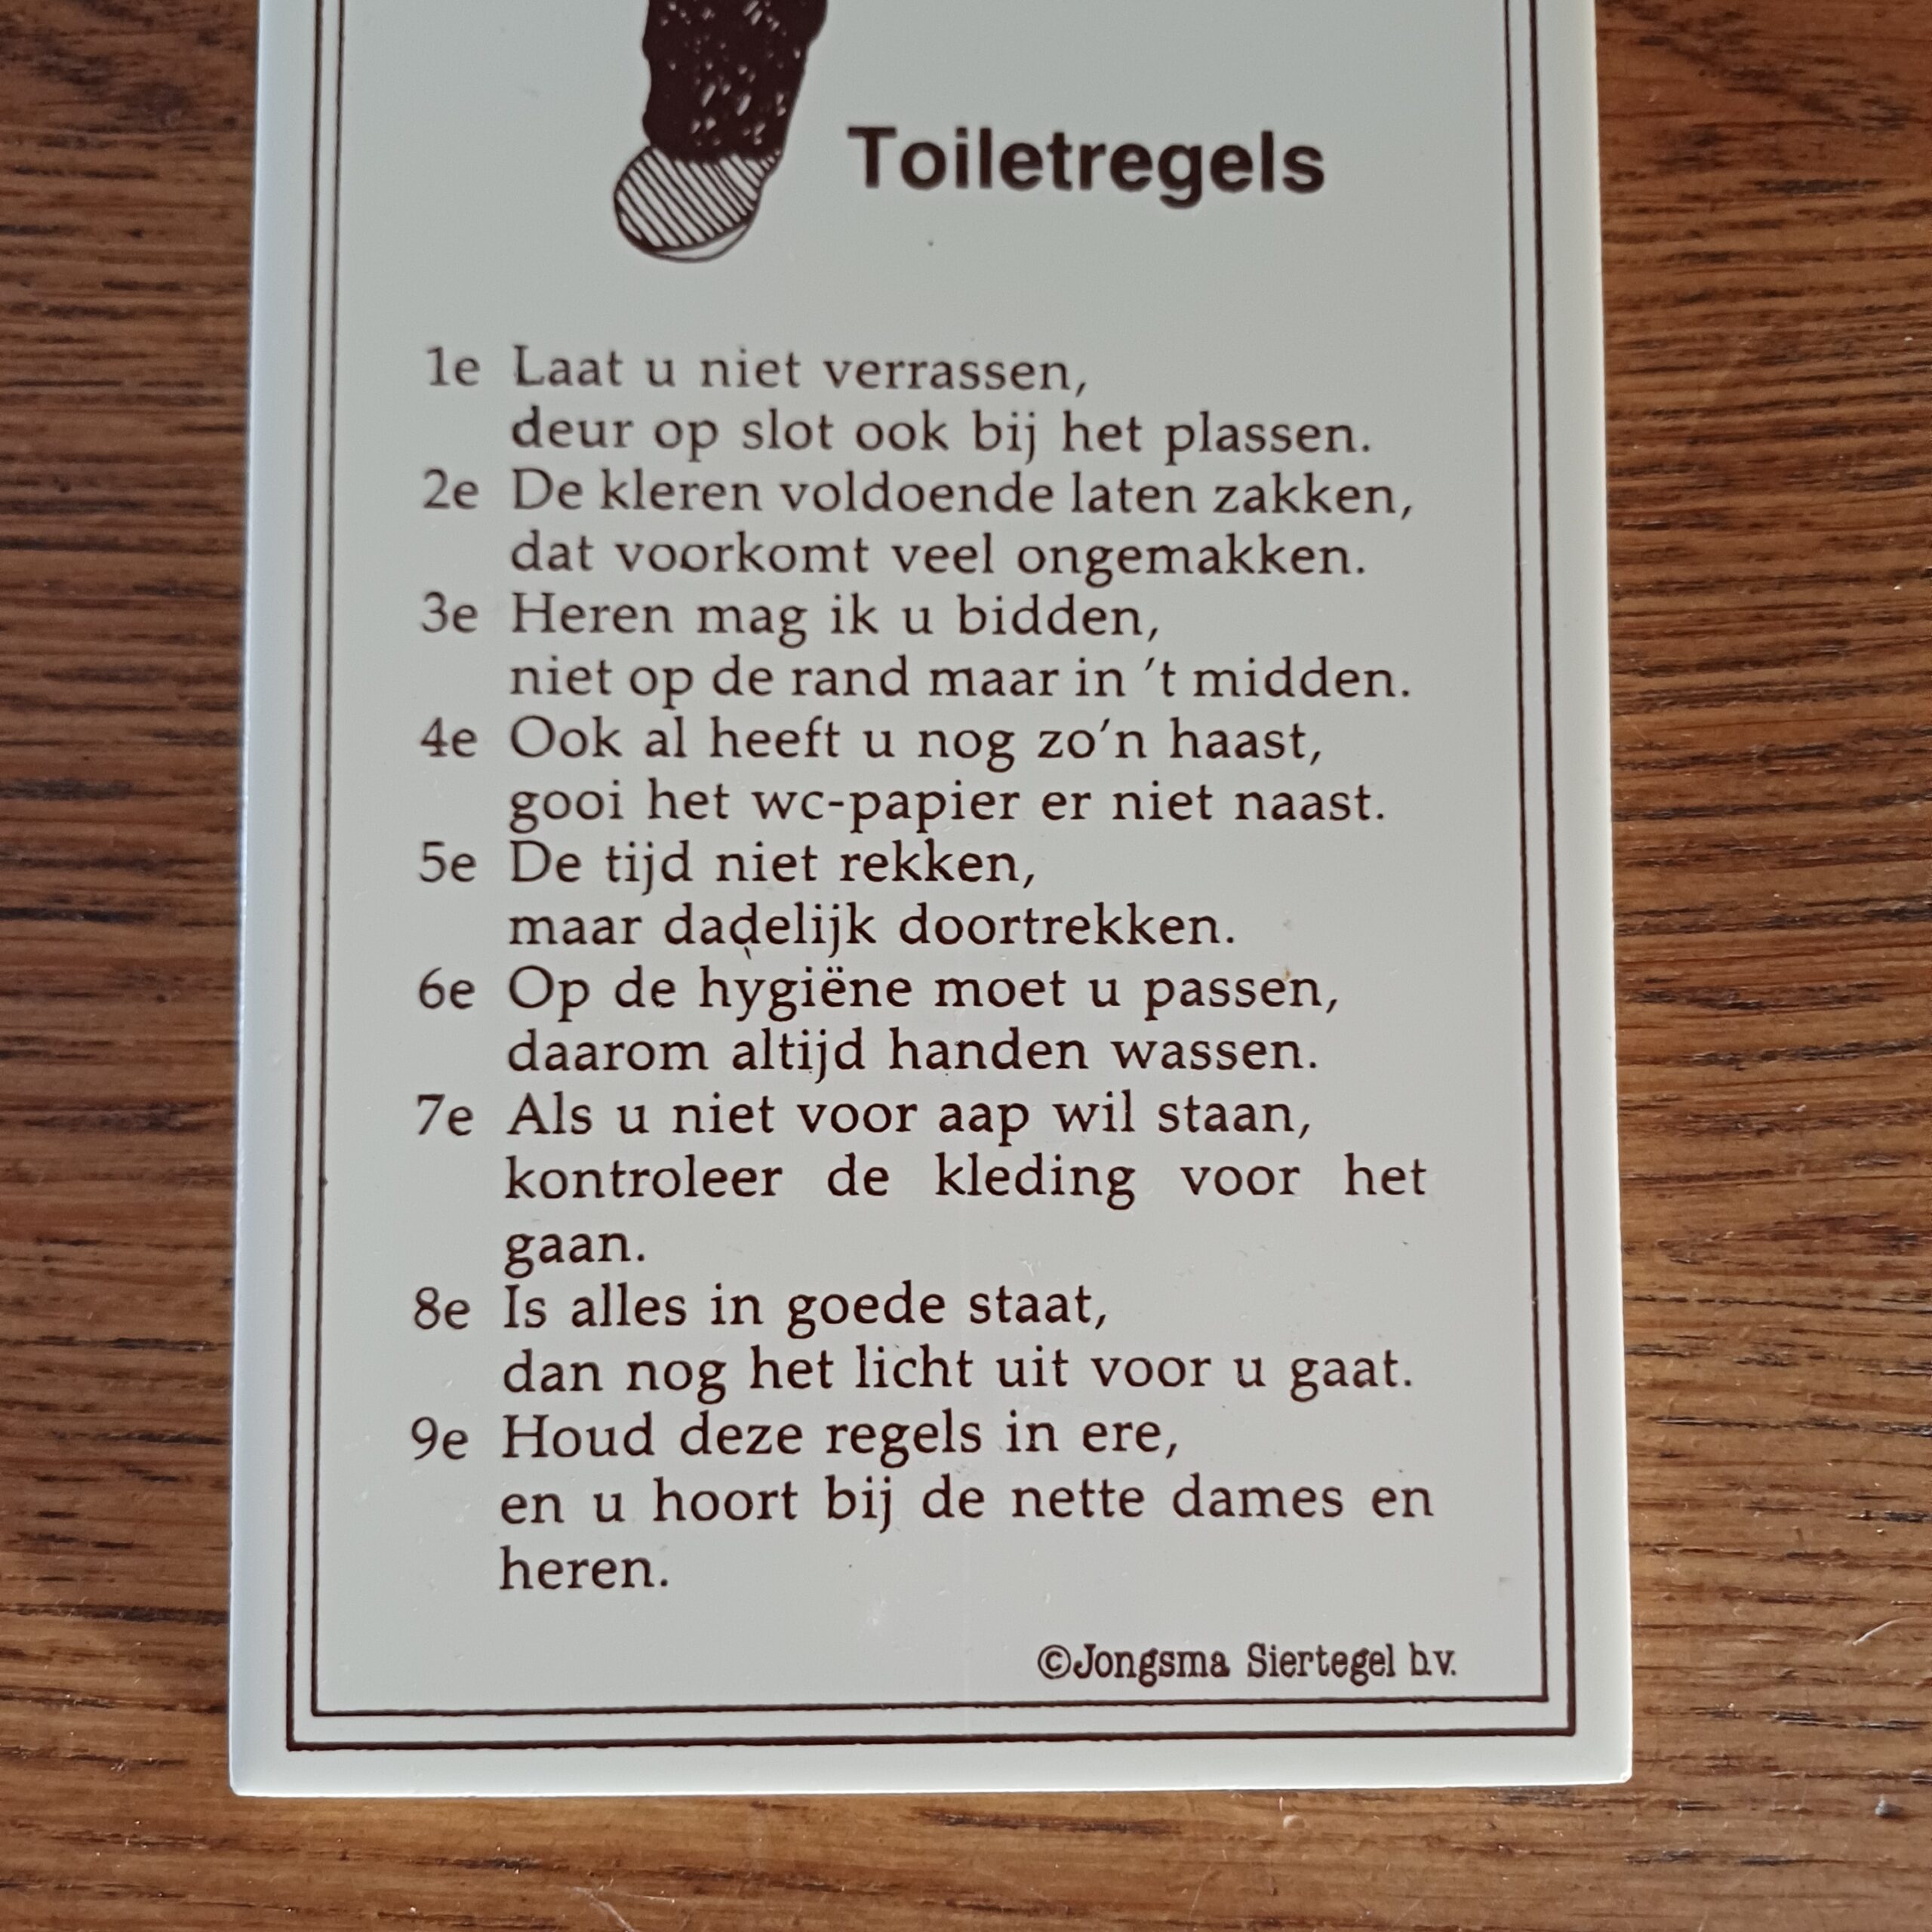 Toiletregels
1e Laat u niet verrassen,
deur op slot ook bij het plassen.
2e De kleren voldoende laten zakken,
dat voorkomt veel ongemakken.
3e Heren mag ik u bidden,
niet op de rand maar in ’t midden.
4e Ook al heeft u nog zo’n haast,
gooi het wc-papier er niet naast.
5e De tijd niet rekken,
maar dadelijk doortrekken.
6e Op de hygiëne moet u passen,
daarom altijd handen wassen.
7e Als u niet voor aap wil staan,
kontroleer de kleding voor het
gaan.
8e Is alles in goede staat,
dan nog het licht uit voor u gaat.
9e Houd deze regels in ere,
en u hoort bij de nette dames en
heren.
©Jongsma Siertegel b.v.